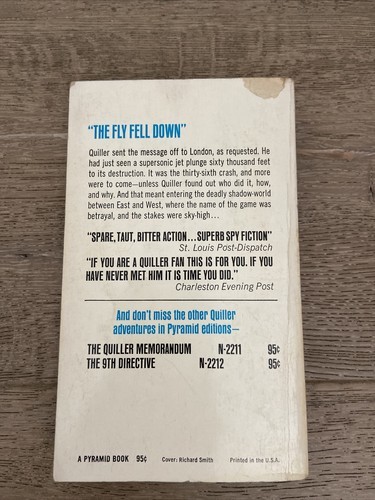 "THE FLY FELL DOWN"
Quiller sent the message off to London, as requested. He
had just seen a supersonic jet plunge sixty thousand feet
to its destruction. It was the thirty-sixth crash, and more
were to come—unless Quiller found out who did it, how,
and why. And that meant entering the deadly shadow-world
between East and West, where the name of the game was
betrayal, and the stakes were sky-high...
"SPARE, TAUT, BITTER ACTION...SUPERB SPY FICTION"
St. Louis Post-Dispatch
"IF YOU ARE A QUILLER FAN THIS IS FOR YOU. IF YOU
HAVE NEVER MET HIM IT IS TIME YOU DID."
Charleston Evening Post
And don't miss the other Quiller
adventures in Pyramid editions—
THE QUILLER MEMORANDUM N-2211 95¢
THE 9TH DIRECTIVE N-2212 95¢
A PYRAMID BOOK 95¢ Cover: Richard Smith Printed in the U.S.A.